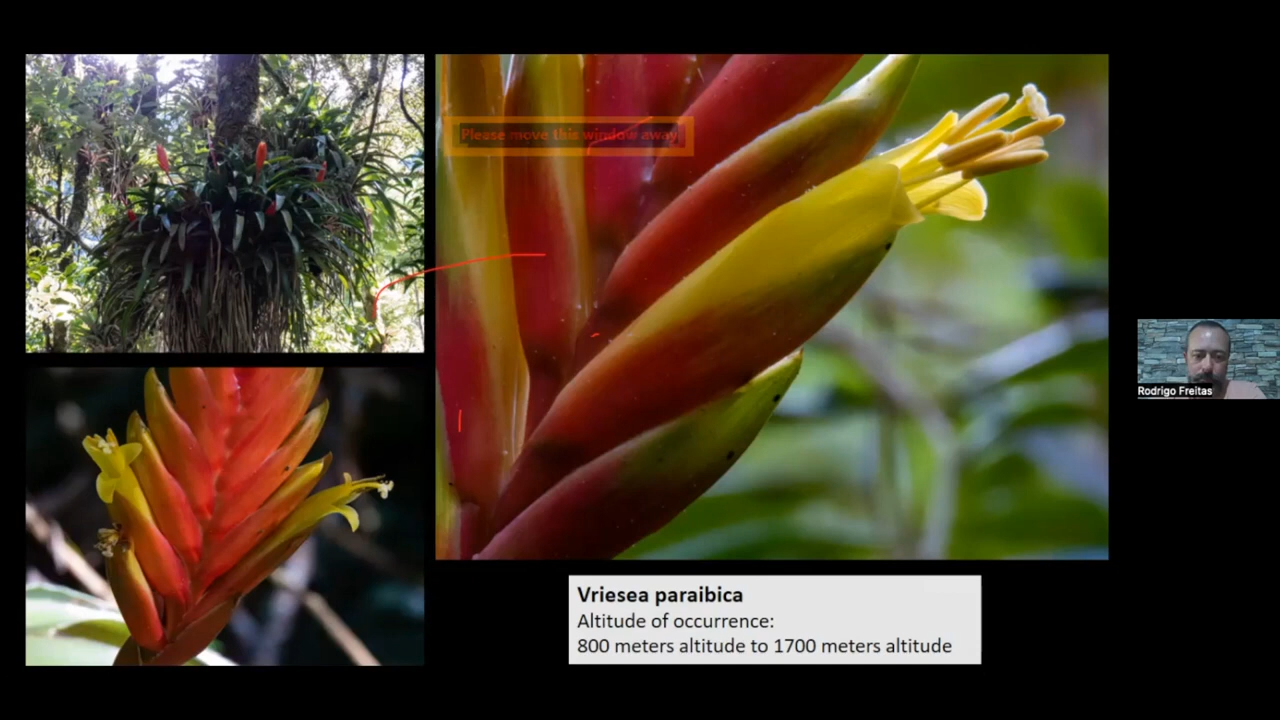 Please move this window away
Vriesea paraibica
Altitude of occurrence:
800 meters altitude to 1700 meters altitude
Rodrigo Freitas